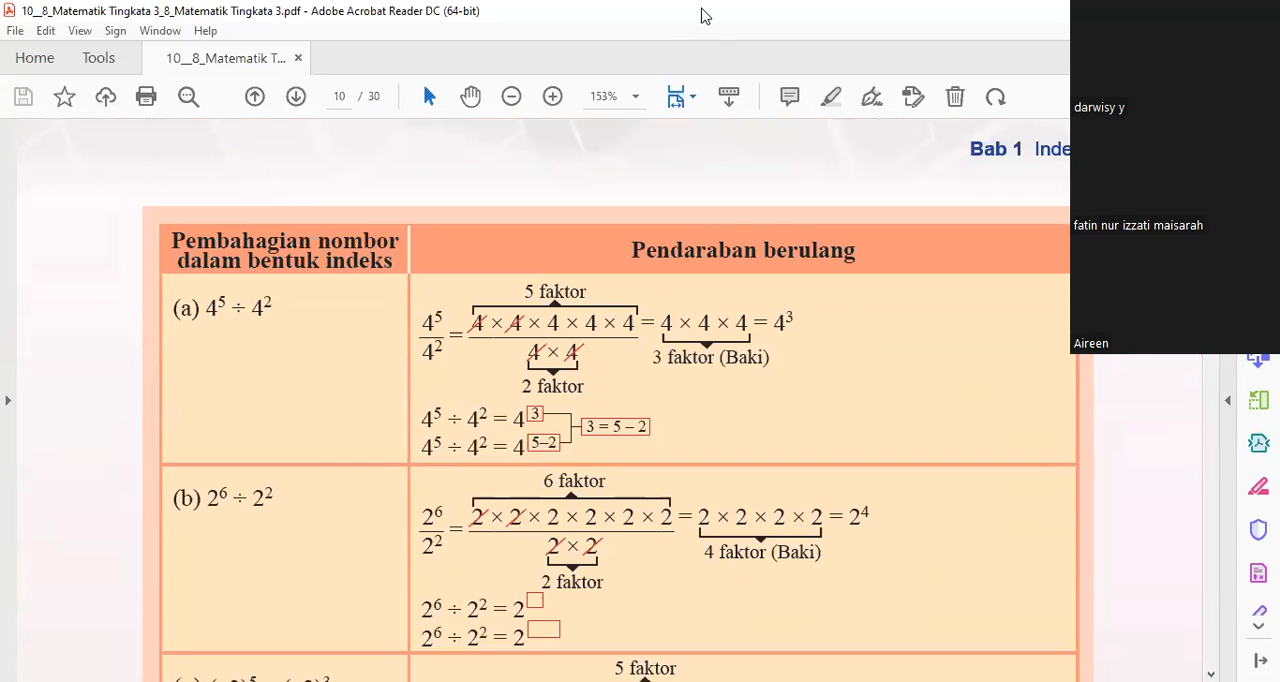 10__8_Matematik Tingkata 3_8_Matematik Tingkata 3.pdf - Adobe Acrobat Reader DC (64-bit)
File Edit View Sign Window Help
Home Tools 10__8_Matematik T... ×
10 / 30 153%
darwisy y
fatin nur izzati maisarah
Aireen
Bab 1 Inde
Pembahagian nombor dalam bentuk indeks
Pendaraban berulang
(a) 4⁵ ÷ 4²
5 faktor
4⁵/4² = (4 × 4 × 4 × 4 × 4)/(4 × 4) = 4 × 4 × 4 = 4³
3 faktor (Baki)
2 faktor
4⁵ ÷ 4² = 4³
4⁵ ÷ 4² = 4⁵⁻²
3 = 5 – 2
(b) 2⁶ ÷ 2²
6 faktor
2⁶/2² = (2 × 2 × 2 × 2 × 2 × 2)/(2 × 2) = 2 × 2 × 2 × 2 = 2⁴
4 faktor (Baki)
2 faktor
2⁶ ÷ 2² = 2
2⁶ ÷ 2² = 2
5 faktor